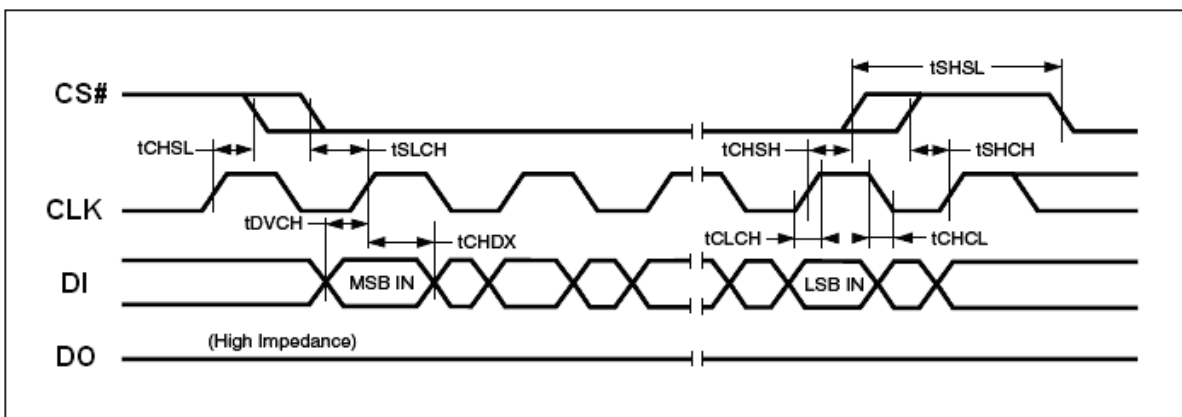 tSHSL
CS#
tCHSL
tSLCH
tCHSH
tSHCH
CLK
tDVCH
tCHDX
tCLCH
tCHCL
DI
MSB IN
LSB IN
(High Impedance)
DO